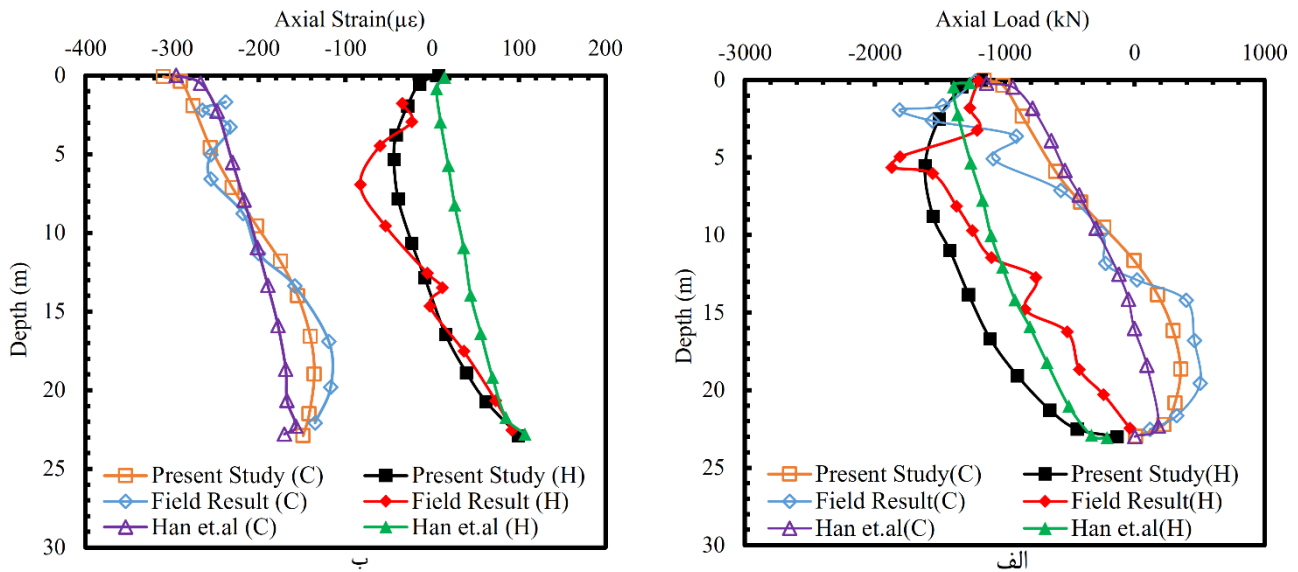 Axial Strain(µε)
-400 -300 -200 -100 0 100 200
0
5
10
15
20
25
30
Depth (m)
Present Study (C)
Present Study (H)
Field Result (C)
Field Result (H)
Han et.al (C)
Han et.al (H)
ب
Axial Load (kN)
-3000 -2000 -1000 0 1000
0
5
10
15
20
25
30
Depth (m)
Present Study(C)
Present Study(H)
Field Result(C)
Field Result(H)
Han et.al(C)
Han et.al(H)
الف